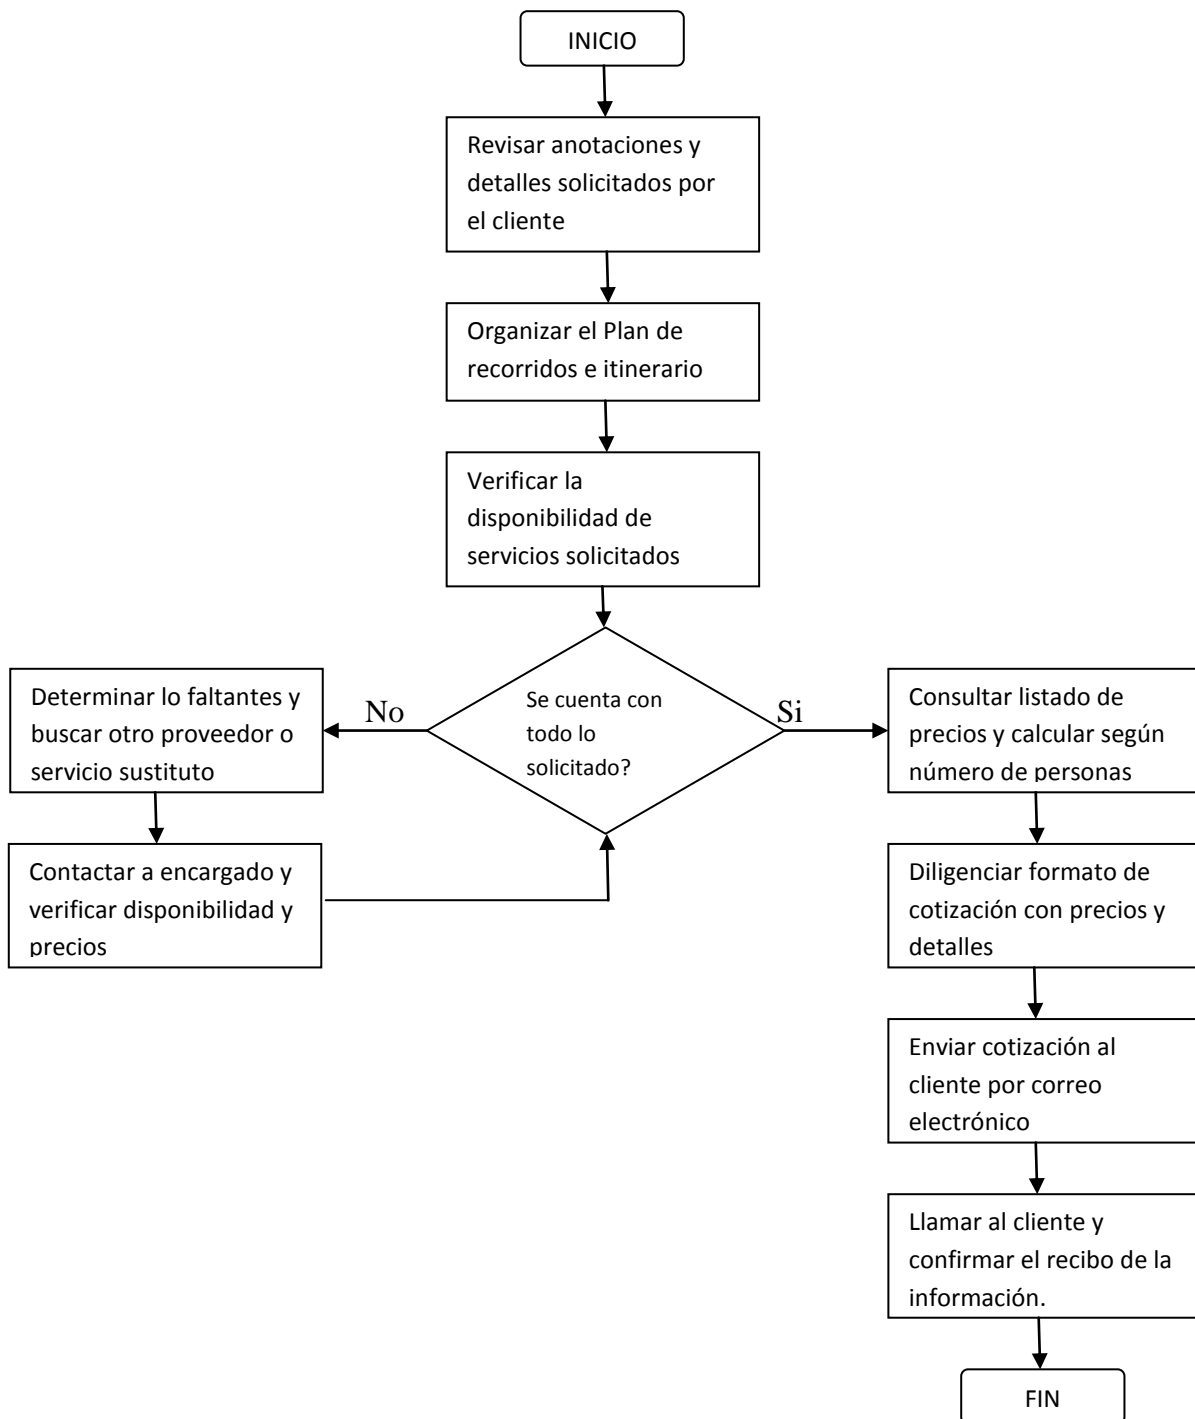 INICIO
Revisar anotaciones y
detalles solicitados por
el cliente
Organizar el Plan de
recorridos e itinerario
Verificar la
disponibilidad de
servicios solicitados
Se cuenta con
todo lo
solicitado?
No
Si
Determinar lo faltantes y
buscar otro proveedor o
servicio sustituto
Contactar a encargado y
verificar disponibilidad y
precios
Consultar listado de
precios y calcular según
número de personas
Diligenciar formato de
cotización con precios y
detalles
Enviar cotización al
cliente por correo
electrónico
Llamar al cliente y
confirmar el recibo de la
información.
FIN